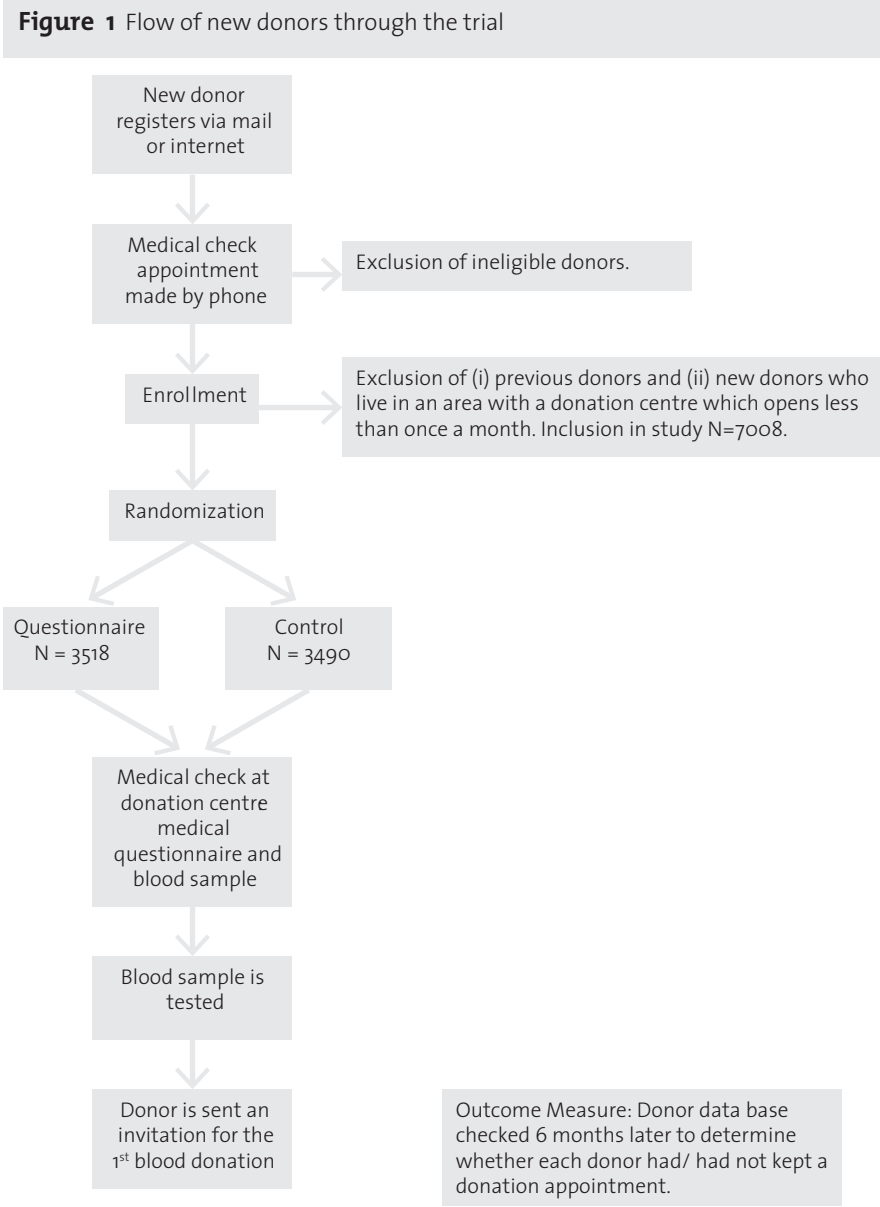 Figure 1 Flow of new donors through the trial
New donor
registers via mail
or internet
Medical check
appointment
made by phone
Exclusion of ineligible donors.
Enrollment
Exclusion of (i) previous donors and (ii) new donors who
live in an area with a donation centre which opens less
than once a month. Inclusion in study N=7008.
Randomization
Questionnaire
N = 3518
Control
N = 3490
Medical check at
donation centre
medical
questionnaire and
blood sample
Blood sample is
tested
Donor is sent an
invitation for the
1st blood donation
Outcome Measure: Donor data base
checked 6 months later to determine
whether each donor had/ had not kept a
donation appointment.